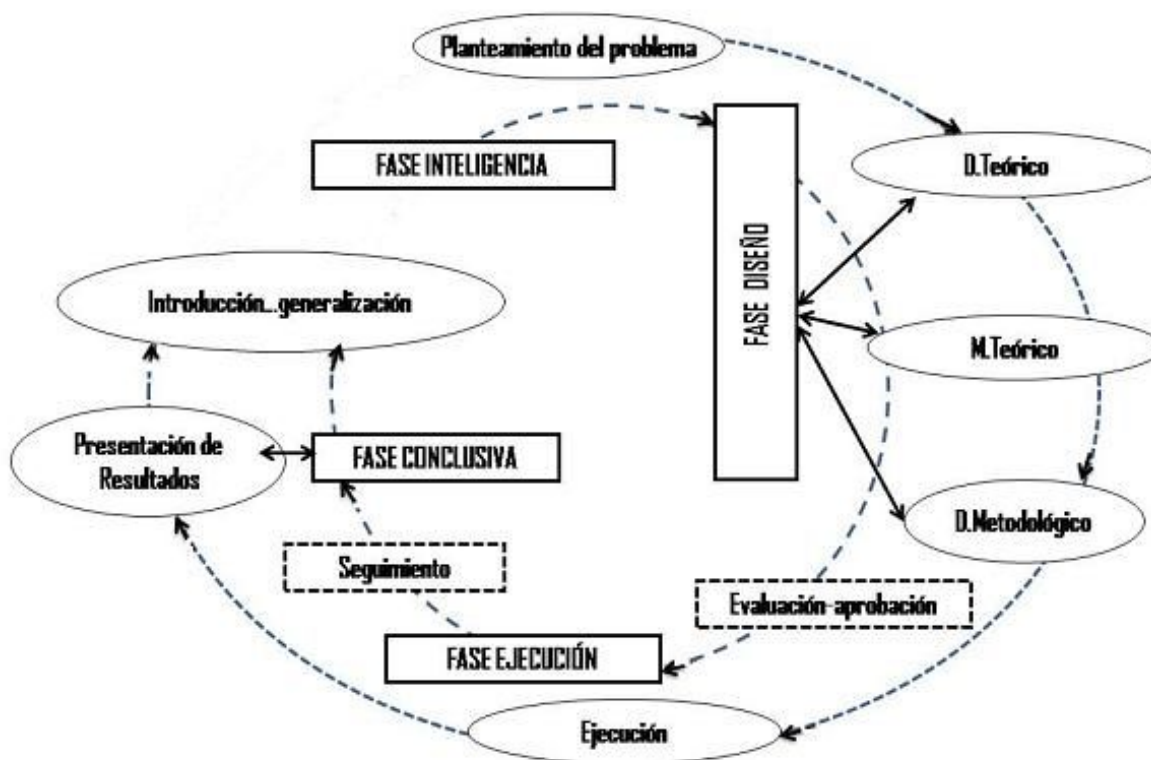 Planteamiento del problema
FASE INTELIGENCIA
D.Teórico
FASE DISEÑO
Introducción...generalización
M.Teórico
Presentación de
Resultados
FASE CONCLUSIVA
D.Metodológico
Seguimiento
Evaluación-aprobación
FASE EJECUCIÓN
Ejecución